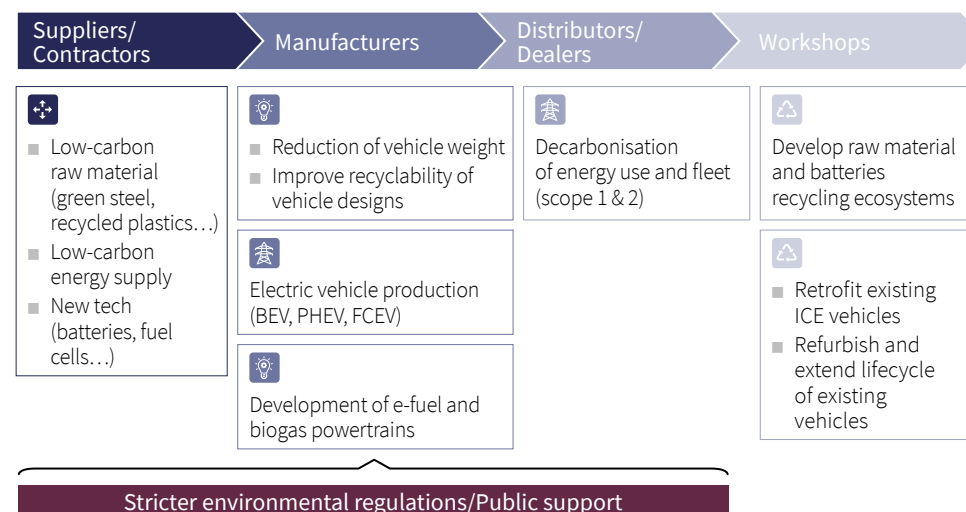 Suppliers/
Contractors
Manufacturers
Distributors/
Dealers
Workshops
Low-carbon
raw material
(green steel,
recycled plastics…)
Low-carbon
energy supply
New tech
(batteries, fuel
cells…)
Reduction of vehicle weight
Improve recyclability of
vehicle designs
Electric vehicle production
(BEV, PHEV, FCEV)
Development of e-fuel and
biogas powertrains
Decarbonisation
of energy use and fleet
(scope 1 & 2)
Develop raw material
and batteries
recycling ecosystems
Retrofit existing
ICE vehicles
Refurbish and
extend lifecycle
of existing
vehicles
Stricter environmental regulations/Public support